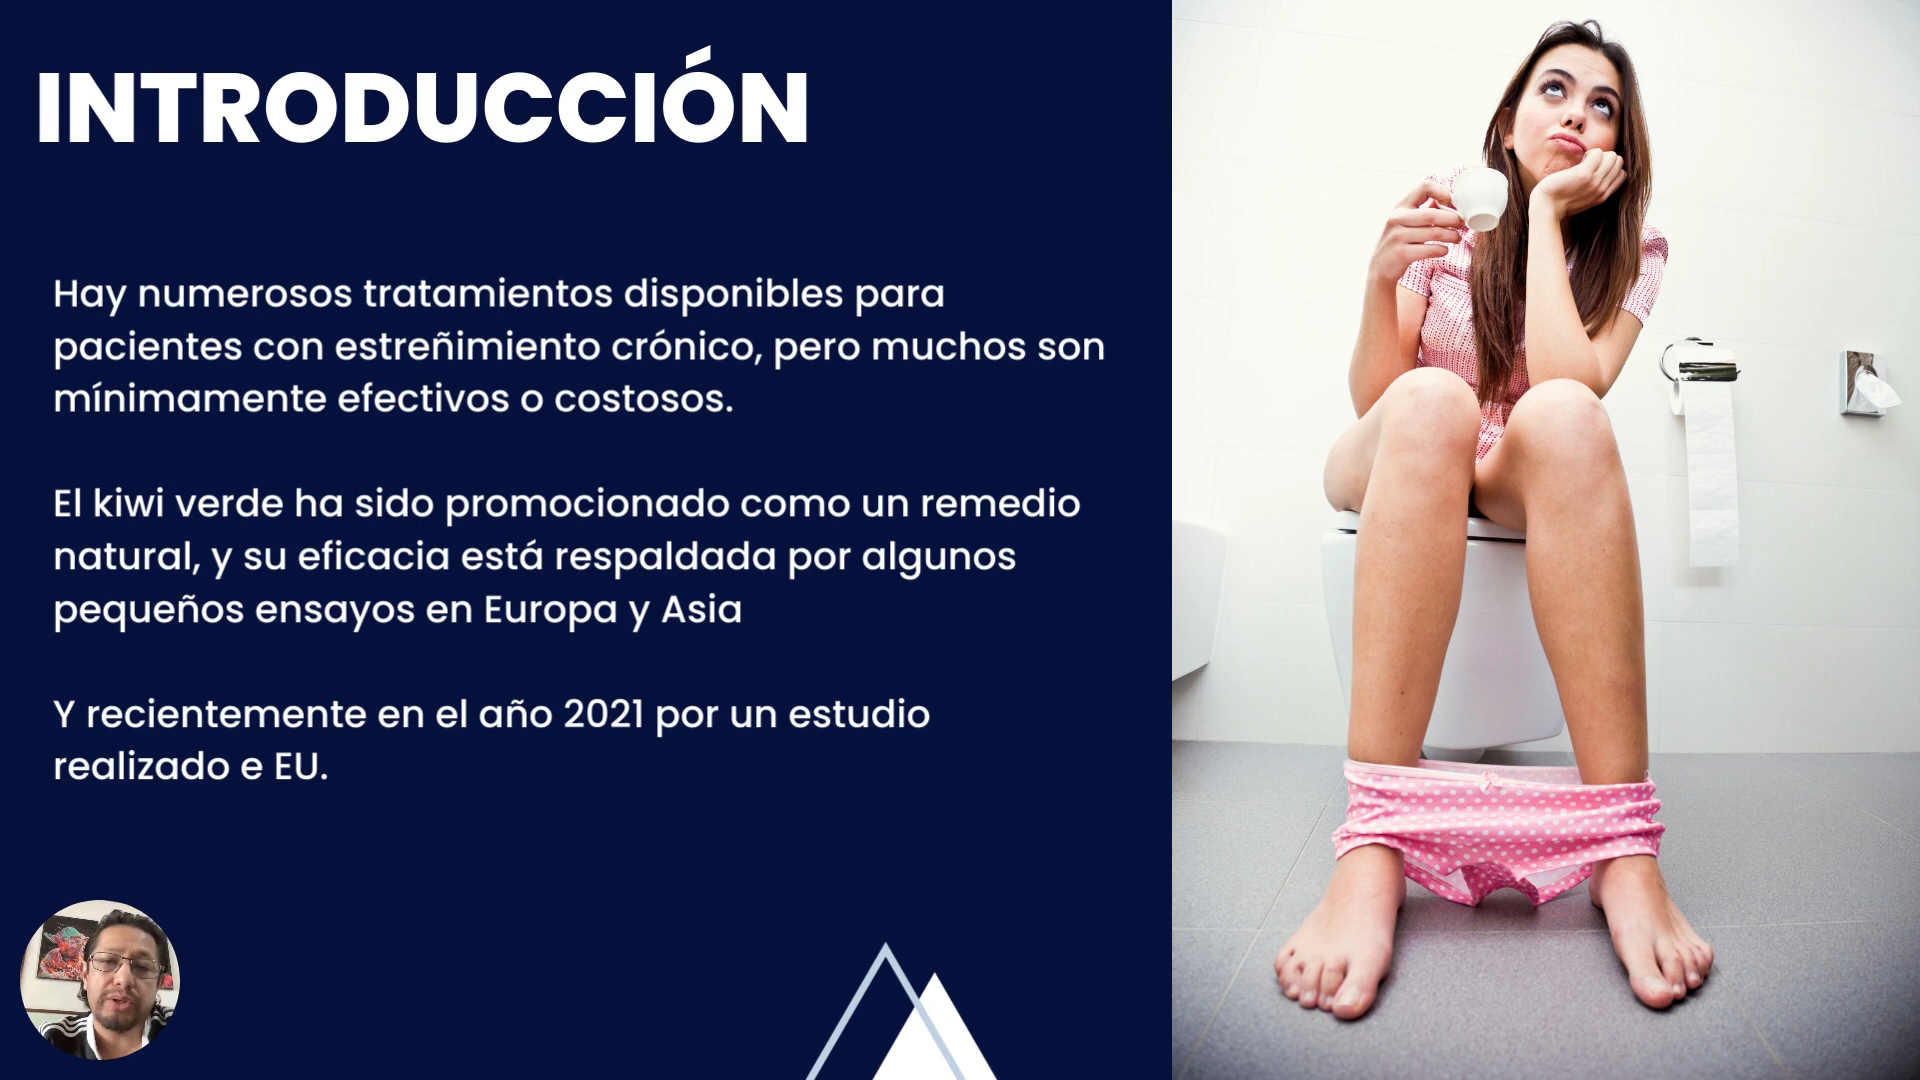 INTRODUCCIÓN
Hay numerosos tratamientos disponibles para
pacientes con estreñimiento crónico, pero muchos son
mínimamente efectivos o costosos.
El kiwi verde ha sido promocionado como un remedio
natural, y su eficacia está respaldada por algunos
pequeños ensayos en Europa y Asia
Y recientemente en el año 2021 por un estudio
realizado e EU.